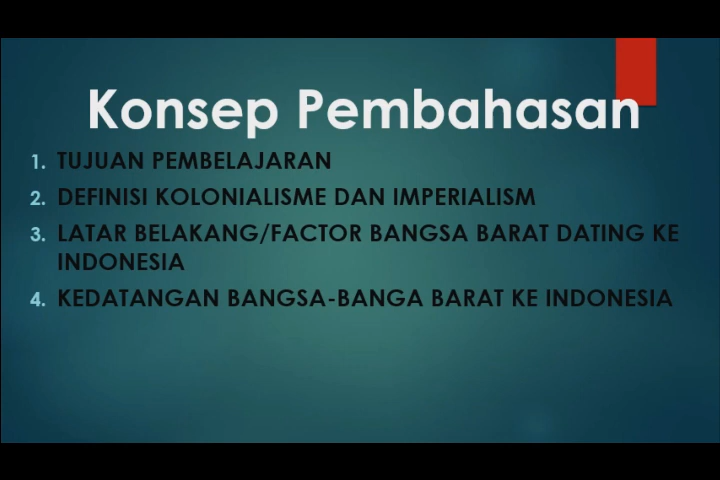 Konsep Pembahasan
1. TUJUAN PEMBELAJARAN
2. DEFINISI KOLONIALISME DAN IMPERIALISM
3. LATAR BELAKANG/FACTOR BANGSA BARAT DATING KE
INDONESIA
4. KEDATANGAN BANGSA-BANGA BARAT KE INDONESIA